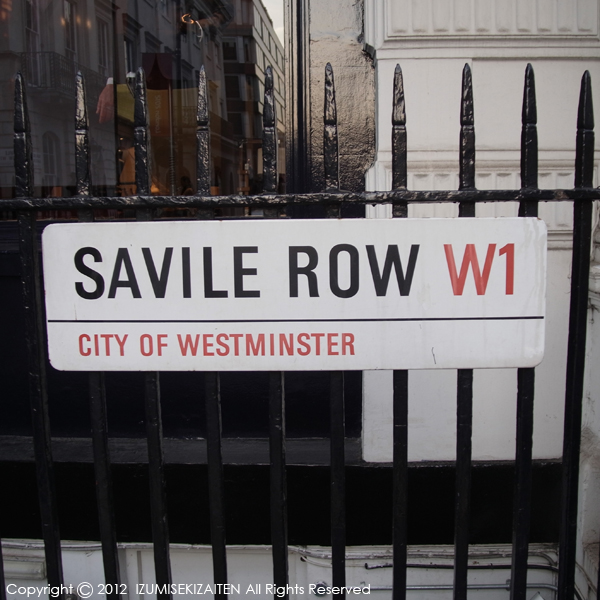 SAVILE ROW W1
CITY OF WESTMINSTER
Copyright © 2012 IZUMISEKIZAITEN All Rights Reserved